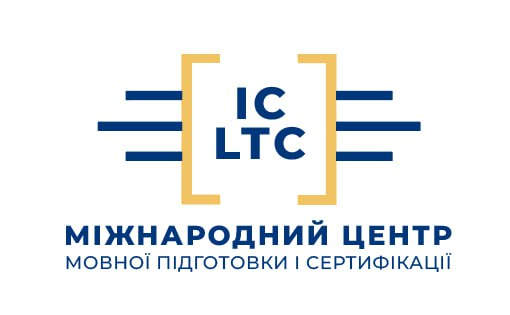 IC
LTC
МІЖНАРОДНИЙ ЦЕНТР
МОВНОЇ ПІДГОТОВКИ І СЕРТИФІКАЦІЇ